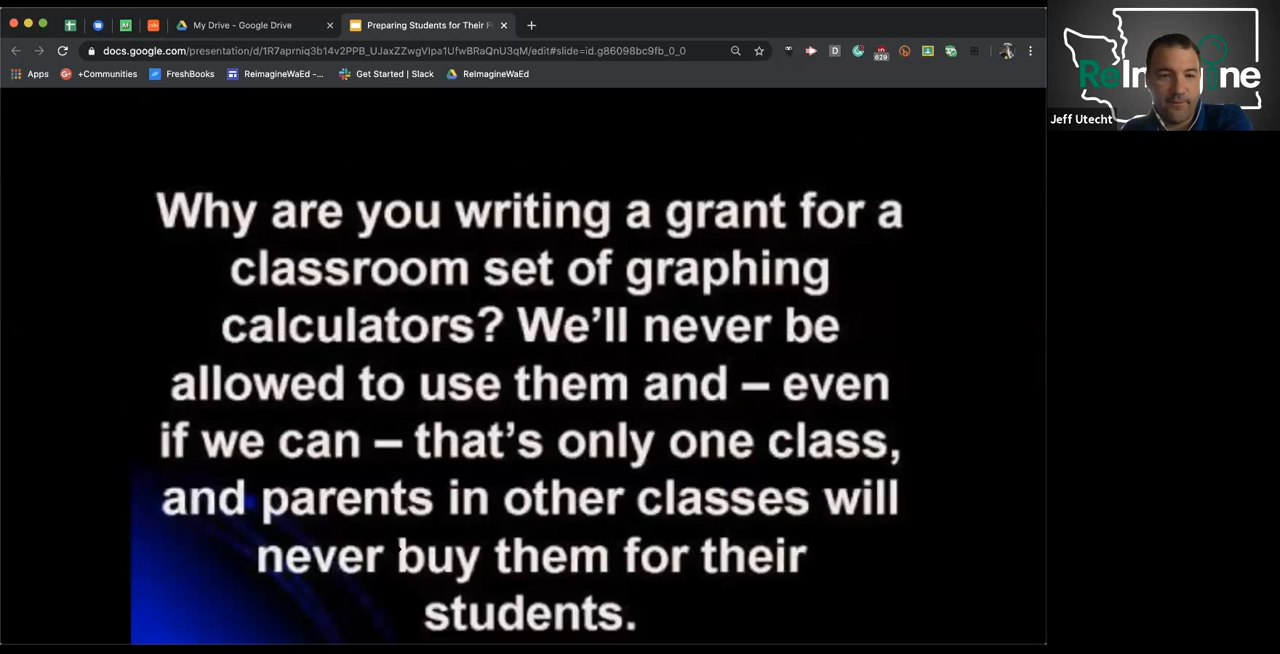 My Drive - Google Drive
Preparing Students for Their F
docs.google.com/presentation/d/1R7aprniq3b14v2PPB_UJaxZZwgVlpa1UfwBRaQnU3qM/edit#slide=id.g86098bc9fb_0_0
629
Apps
+Communities
FreshBooks
ReimagineWaEd -...
Get Started | Slack
ReImagineWaEd
Why are you writing a grant for a
classroom set of graphing
calculators? We'll never be
allowed to use them and – even
if we can – that's only one class,
and parents in other classes will
never buy them for their
students.
Jeff Utecht